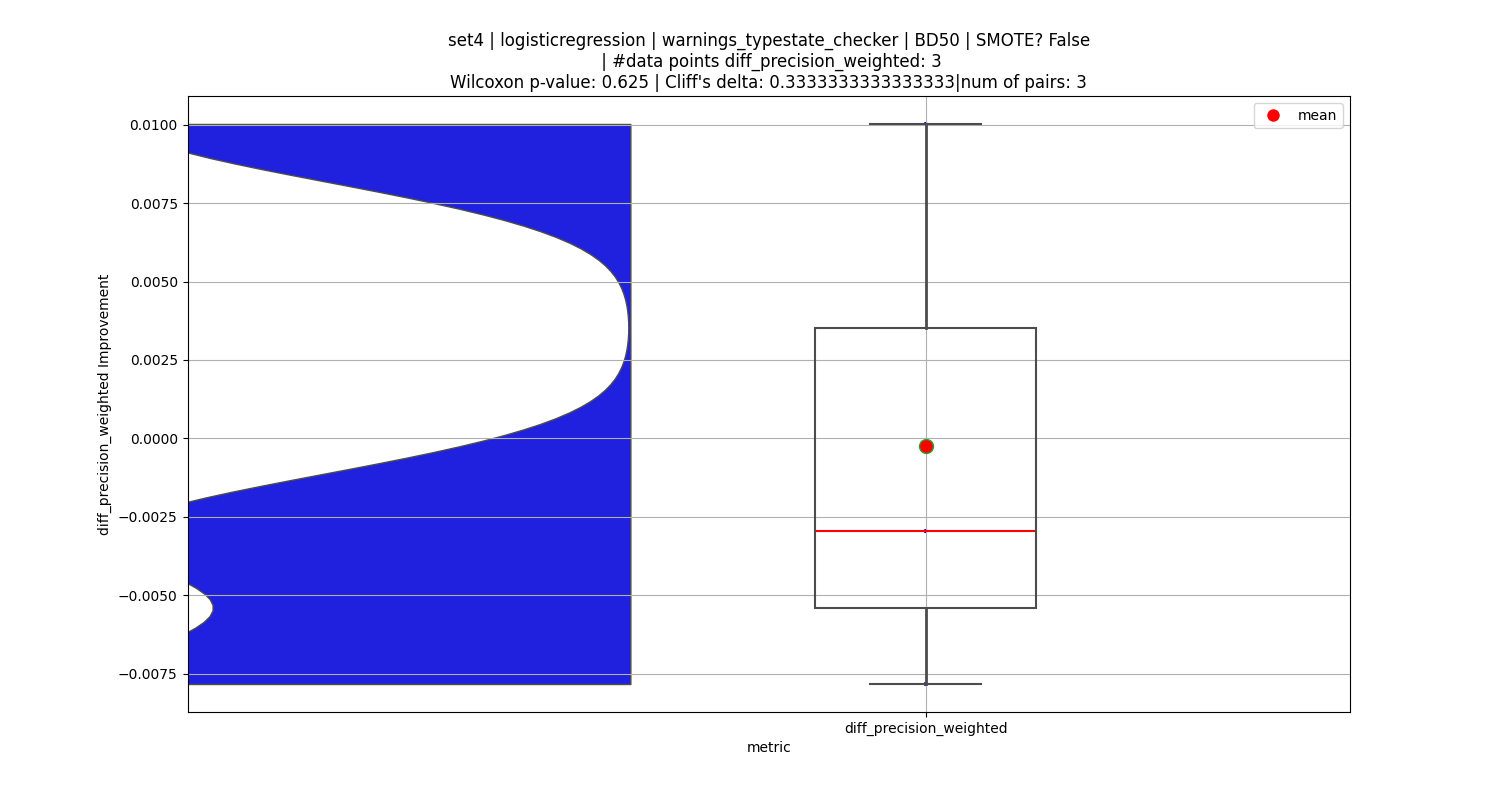 set4 | logisticregression | warnings_typestate_checker | BD50 | SMOTE? False
| #data points diff_precision_weighted: 3
Wilcoxon p-value: 0.625 | Cliff's delta: 0.3333333333333333|num of pairs: 3
mean
0.0100
0.0075
0.0050
0.0025
0.0000
−0.0025
−0.0050
−0.0075
diff_precision_weighted Improvement
diff_precision_weighted
metric